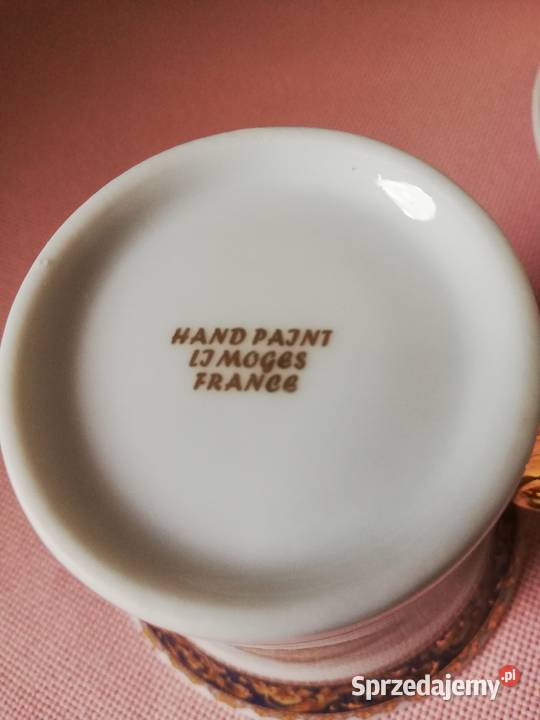 HAND PAINT
LIMOGES
FRANCE
Sprzedajemy.pl